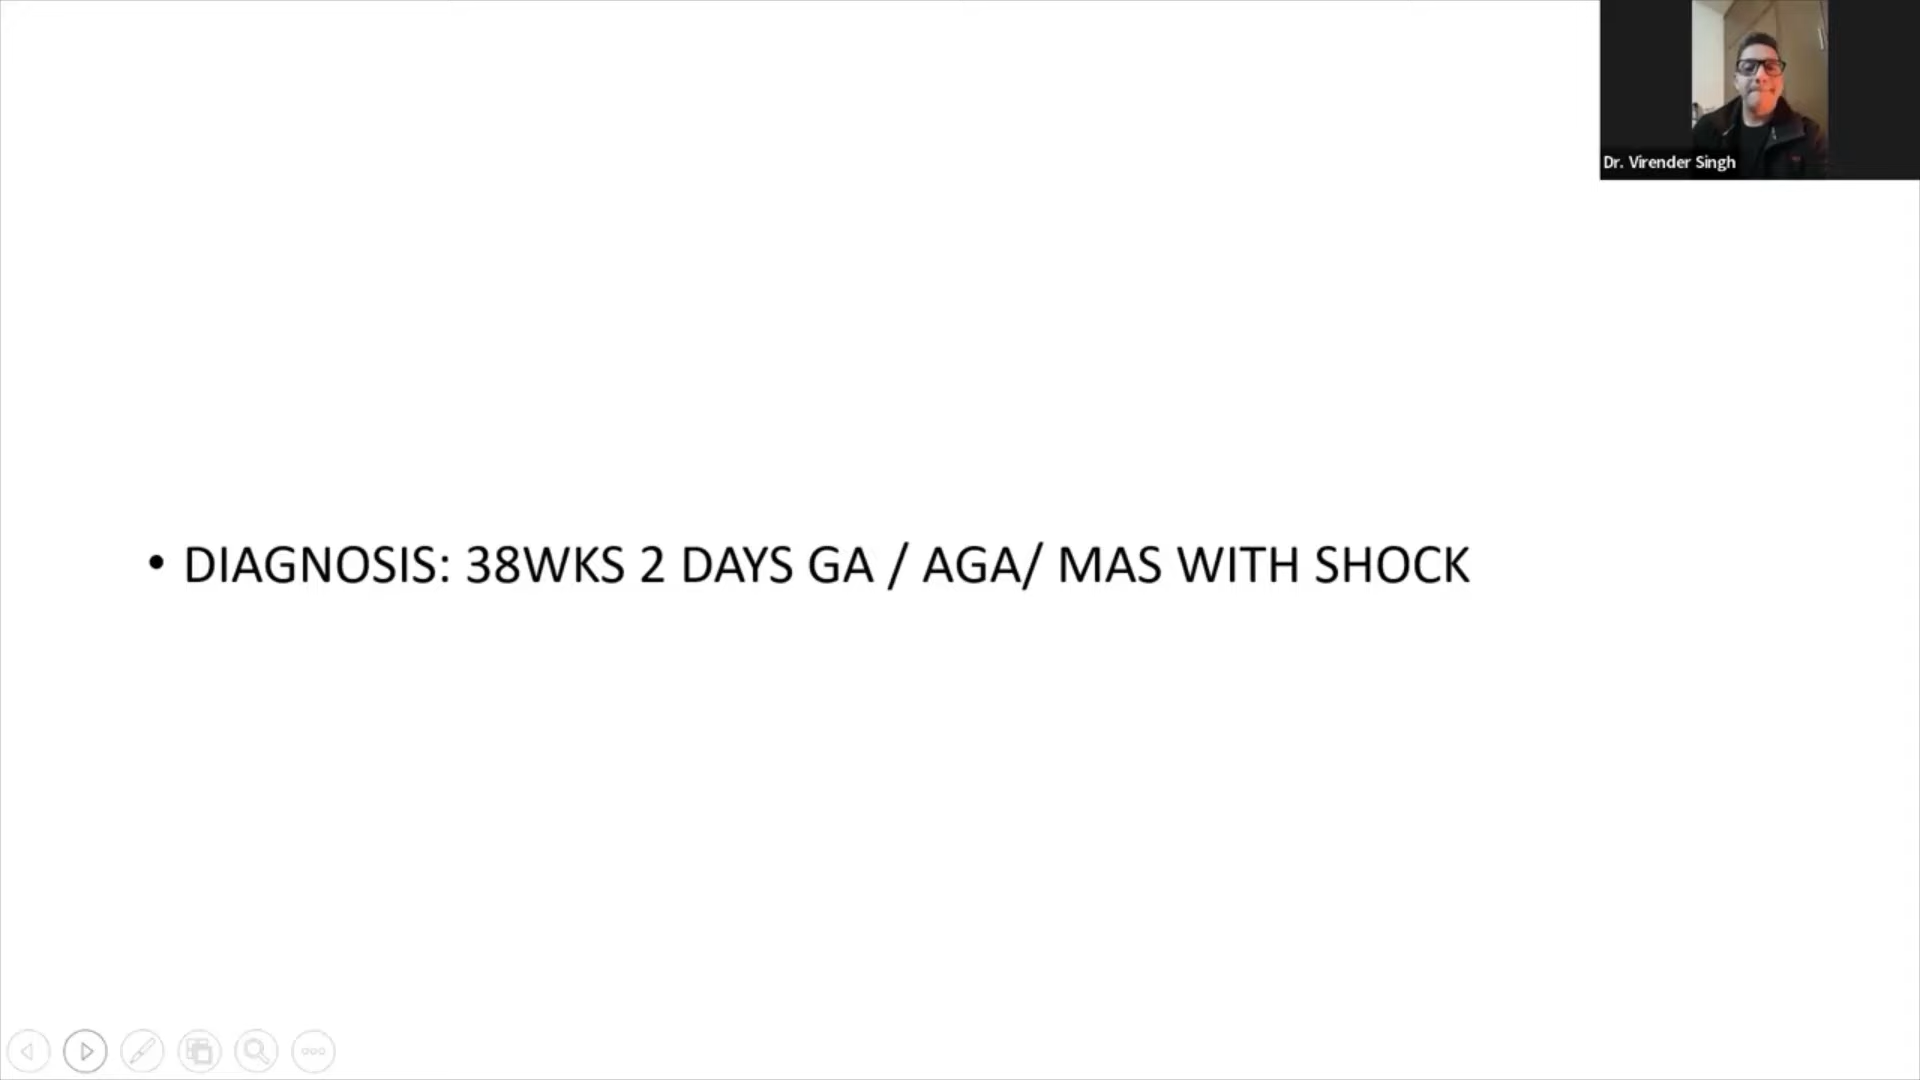 Dr. Virender Singh
• DIAGNOSIS: 38WKS 2 DAYS GA / AGA/ MAS WITH SHOCK